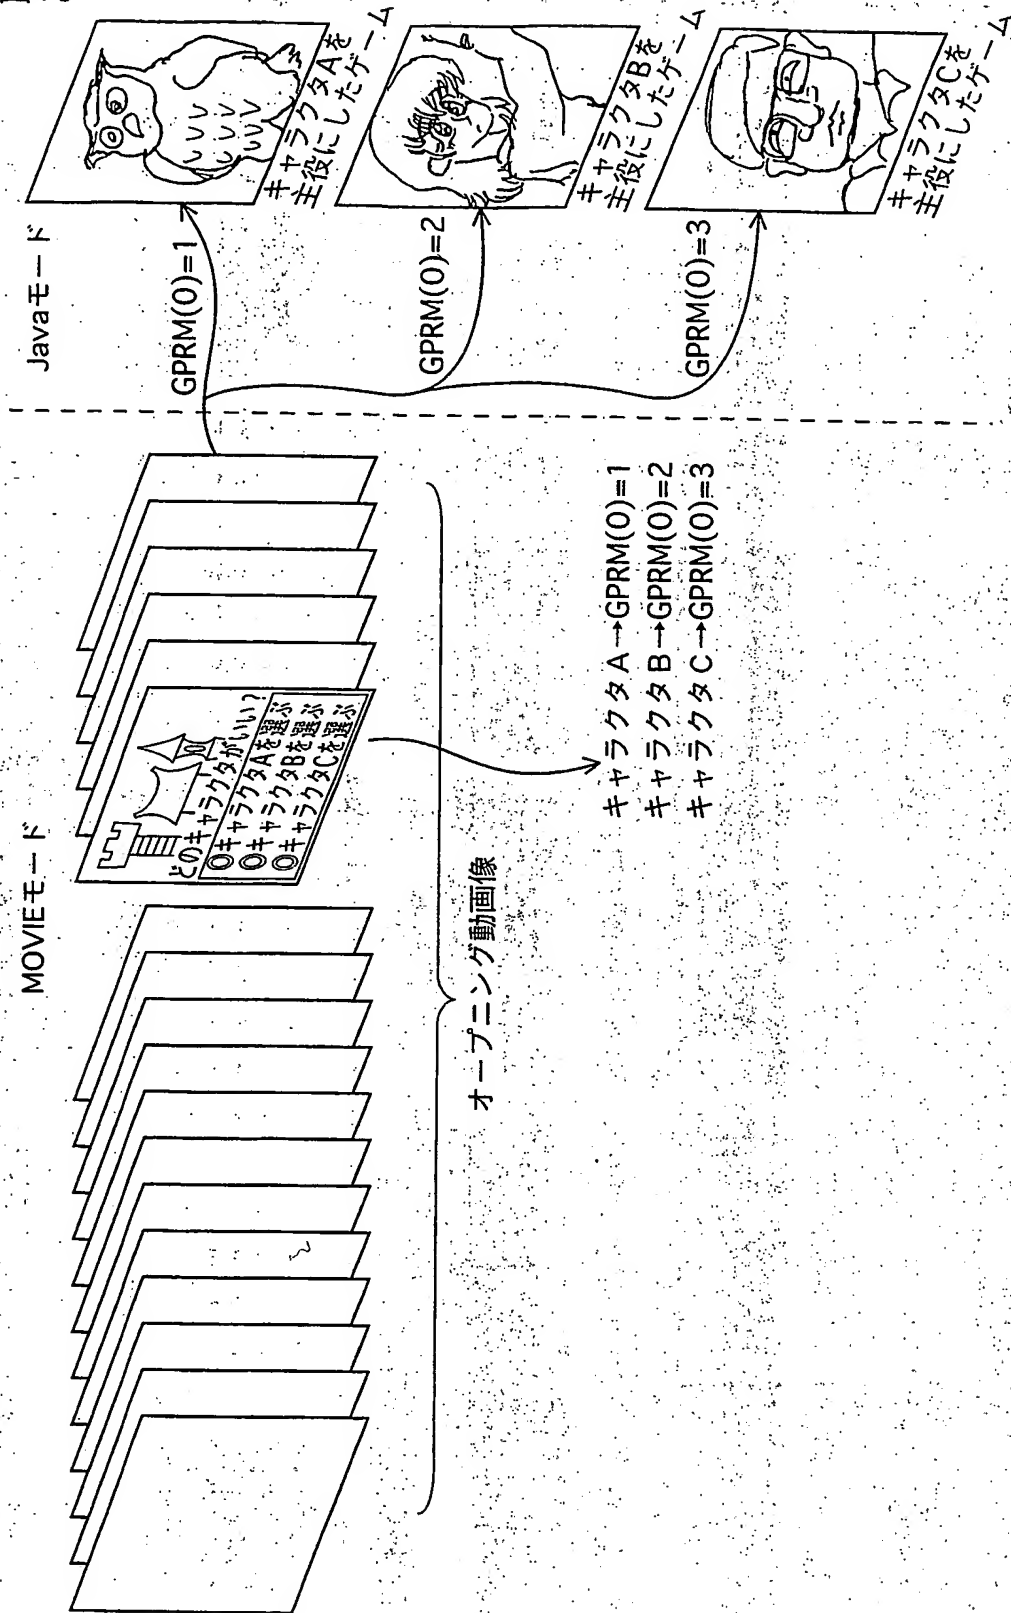 MOVIEモード
Javaモード
どのキャラクタがいい?
◎キャラクタAを選ぶ
◎キャラクタBを選ぶ
◎キャラクタCを選ぶ
オープニング動画像
キャラクタA→GPRM(0)=1
キャラクタB→GPRM(0)=2
キャラクタC→GPRM(0)=3
GPRM(0)=1
キャラクタAを
主役にしたゲーム
GPRM(0)=2
キャラクタBを
主役にしたゲーム
GPRM(0)=3
キャラクタCを
主役にしたゲーム